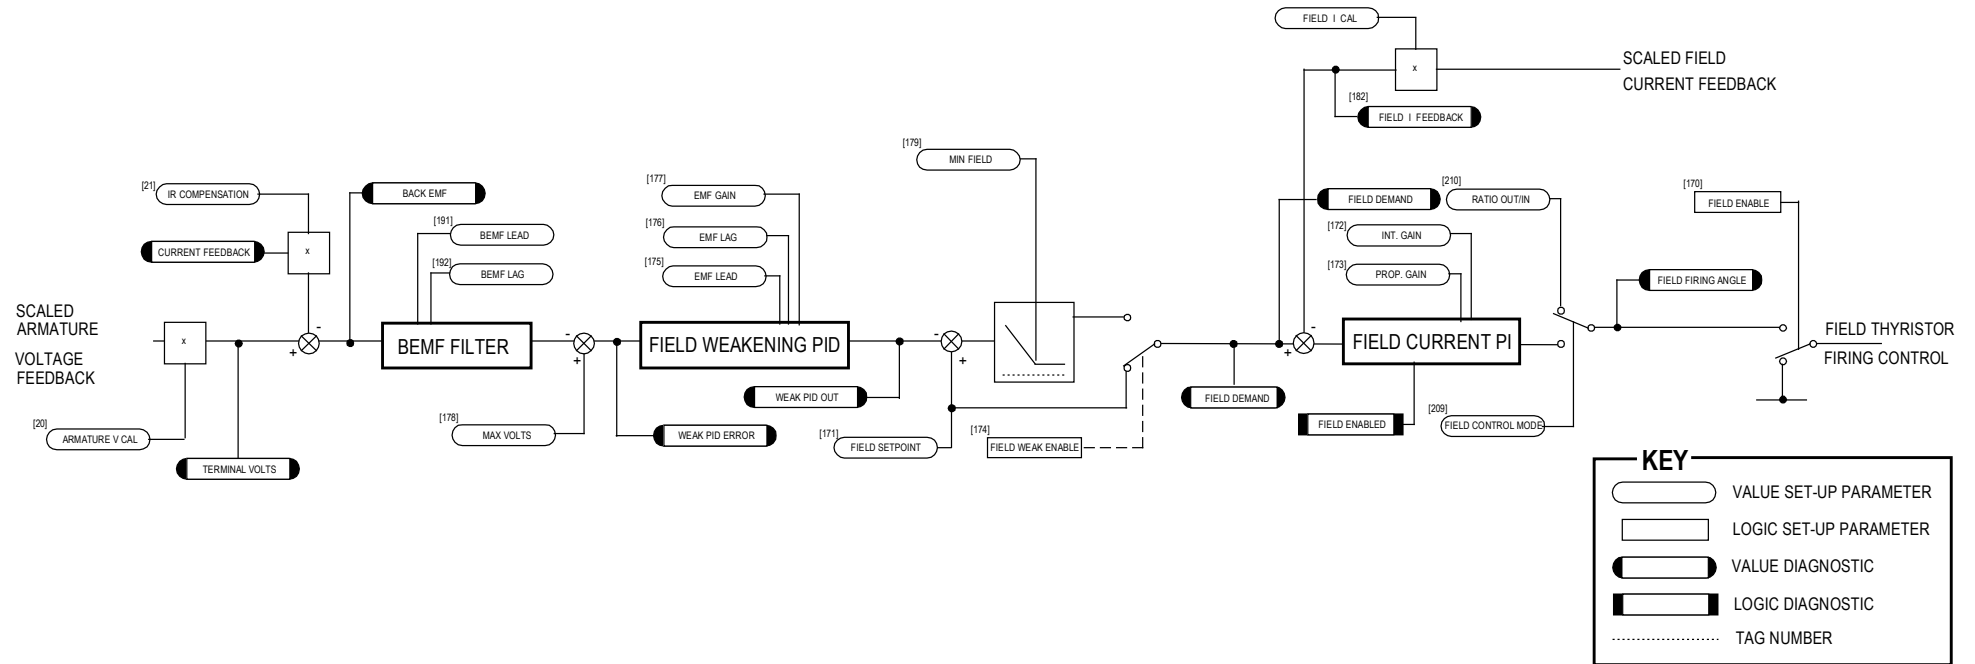 FIELD I CAL
x
SCALED FIELD
CURRENT FEEDBACK
[182]
FIELD I FEEDBACK
[179]
MIN FIELD
[21]
IR COMPENSATION
BACK EMF
[177]
EMF GAIN
FIELD DEMAND
[210]
RATIO OUT/IN
[170]
FIELD ENABLE
[191]
BEMF LEAD
[176]
EMF LAG
[172]
INT. GAIN
CURRENT FEEDBACK
x
[192]
BEMF LAG
[175]
EMF LEAD
[173]
PROP. GAIN
FIELD FIRING ANGLE
SCALED
ARMATURE
VOLTAGE
FEEDBACK
x
-
+
BEMF FILTER
-
+
FIELD WEAKENING PID
-
+
-
+
FIELD CURRENT PI
FIELD THYRISTOR
FIRING CONTROL
WEAK PID OUT
FIELD DEMAND
[20]
ARMATURE V CAL
[178]
MAX VOLTS
WEAK PID ERROR
[171]
FIELD SETPOINT
[174]
FIELD WEAK ENABLE
FIELD ENABLED
[209]
FIELD CONTROL MODE
TERMINAL VOLTS
KEY
VALUE SET-UP PARAMETER
LOGIC SET-UP PARAMETER
VALUE DIAGNOSTIC
LOGIC DIAGNOSTIC
TAG NUMBER